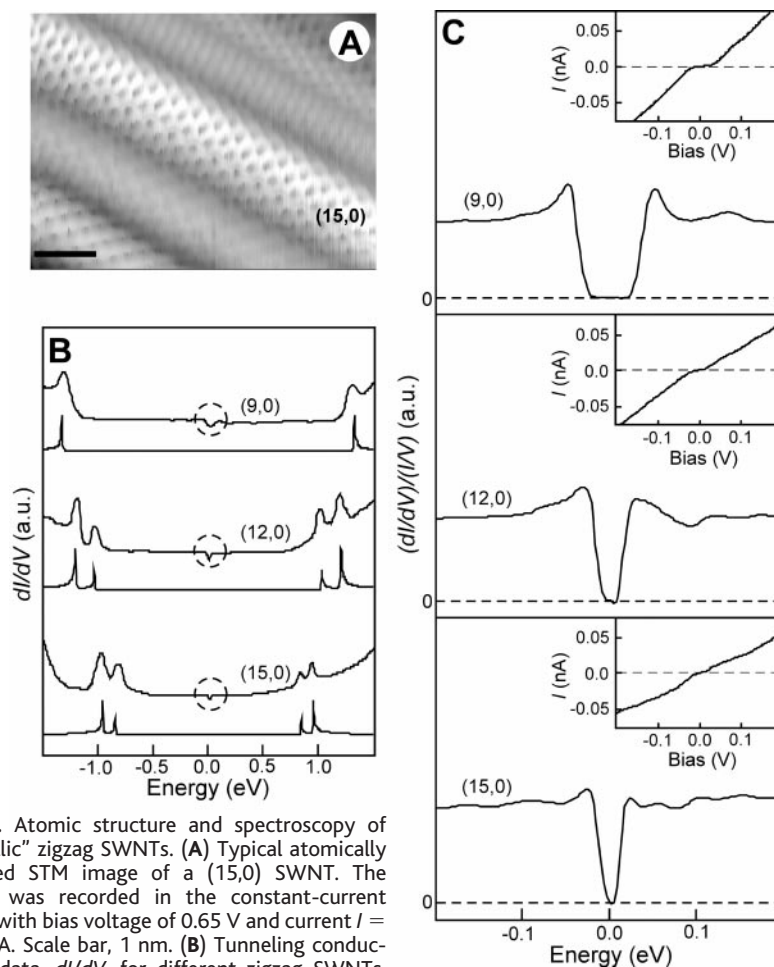 A
(15,0)
B
(9,0)
(12,0)
(15,0)
dI/dV (a.u.)
-1.0 -0.5 0.0 0.5 1.0
Energy (eV)
C
0.05
0.0
-0.05
I (nA)
-0.1 0.0 0.1
Bias (V)
(9,0)
0
0.05
0.0
-0.05
I (nA)
-0.1 0.0 0.1
Bias (V)
(12,0)
0
(dI/dV)/(I/V) (a.u.)
0.05
0.0
-0.05
I (nA)
-0.1 0.0 0.1
Bias (V)
(15,0)
0
-0.1 0.0 0.1
Energy (eV)
. Atomic structure and spectroscopy of
lic” zigzag SWNTs. (A) Typical atomically
ed STM image of a (15,0) SWNT. The
was recorded in the constant-current
with bias voltage of 0.65 V and current I =
A. Scale bar, 1 nm. (B) Tunneling conduc-
data, dI/dV, for different zigzag SWNTs.